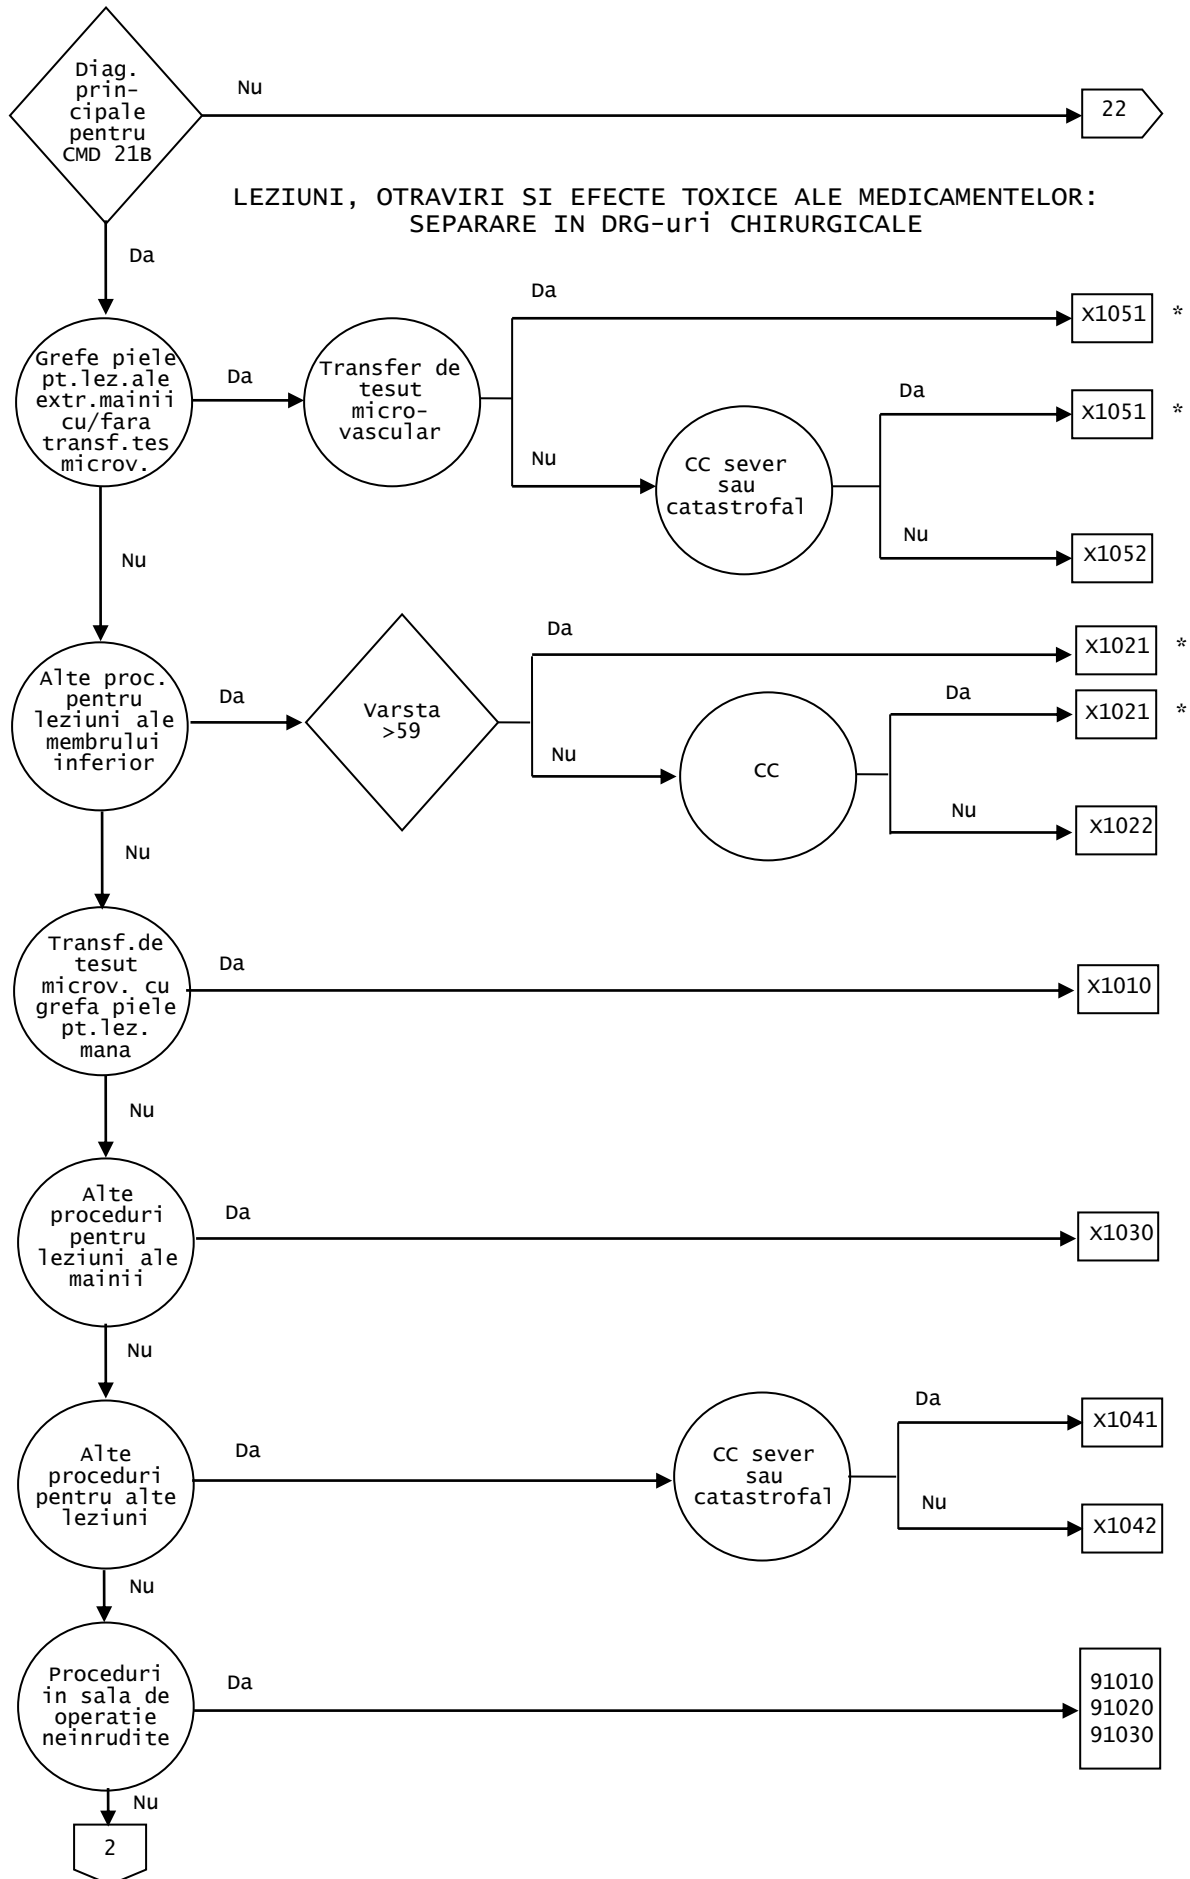 Diag.
prin-
cipale
pentru
CMD 21B
Nu
22
LEZIUNI, OTRAVIRI SI EFECTE TOXICE ALE MEDICAMENTELOR:
SEPARARE IN DRG-uri CHIRURGICALE
Da
Grefe piele
pt.lez.ale
extr.mainii
cu/fara
transf.tes
microv.
Da
Transfer de
tesut
micro-
vascular
Da
X1051 *
Nu
CC sever
sau
catastrofal
Da
X1051 *
Nu
X1052
Nu
Alte proc.
pentru
leziuni ale
membrului
inferior
Da
Varsta
>59
Da
X1021 *
Nu
CC
Da
X1021 *
Nu
X1022
Nu
Transf.de
tesut
microv. cu
grefa piele
pt.lez.
mana
Da
X1010
Nu
Alte
proceduri
pentru
leziuni ale
mainii
Da
X1030
Nu
Alte
proceduri
pentru alte
leziuni
Da
CC sever
sau
catastrofal
Da
X1041
Nu
X1042
Nu
Proceduri
in sala de
operatie
neinrudite
Da
91010
91020
91030
Nu
2